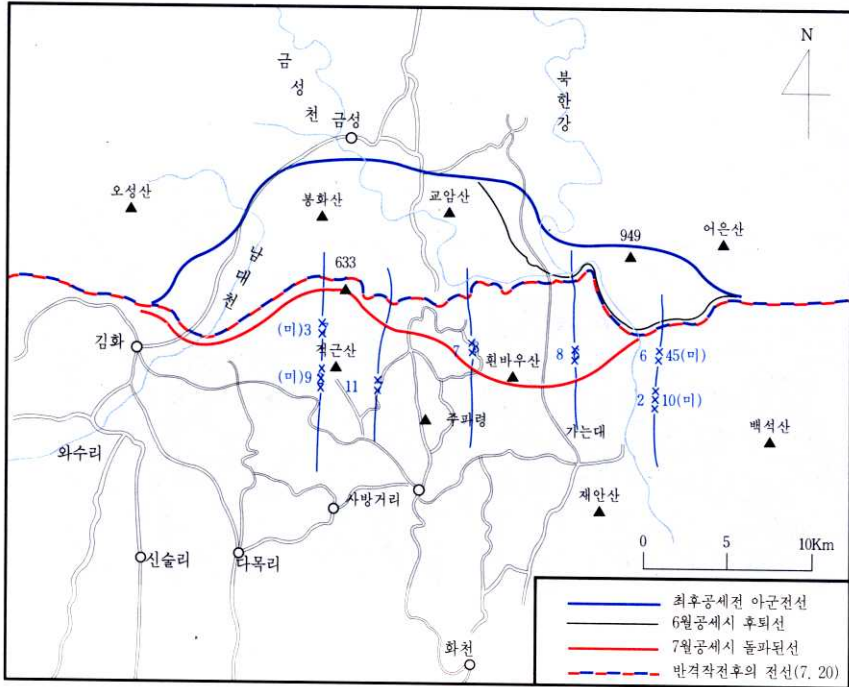 N
금성천
북한강
금성
오성산
봉화산
교암산
949
어은산
남대천
633
(미)3
김화
적근산
7
8
흰바우산
8
6
45(미)
(미)9
11
2
10(미)
주파령
가는대
백석산
와수리
사방거리
재안산
신술리
다목리
0 5 10Km
화천
최후공세전 아군전선
6월공세시 후퇴선
7월공세시 돌파된선
반격작전후의 전선(7. 20)